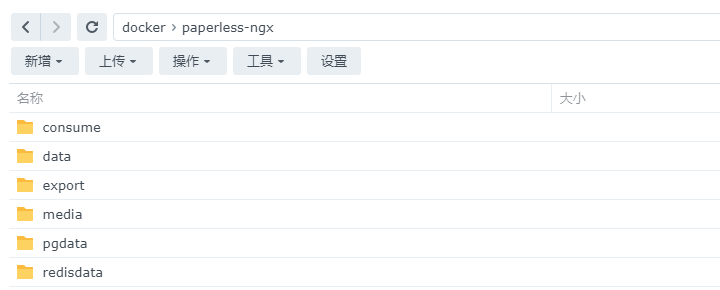 docker › paperless-ngx
新增 上传 操作 工具 设置
名称 大小
consume
data
export
media
pgdata
redisdata